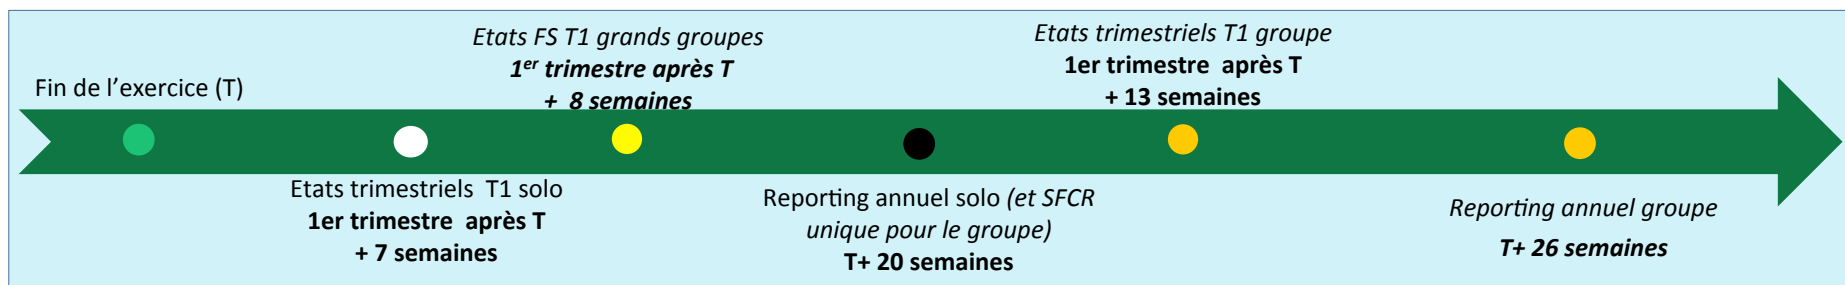 Fin de l’exercice (T)
Etats FS T1 grands groupes
1er trimestre après T
+ 8 semaines
Etats trimestriels T1 groupe
1er trimestre après T
+ 13 semaines
Etats trimestriels T1 solo
1er trimestre après T
+ 7 semaines
Reporting annuel solo (et SFCR
unique pour le groupe)
T+ 20 semaines
Reporting annuel groupe
T+ 26 semaines